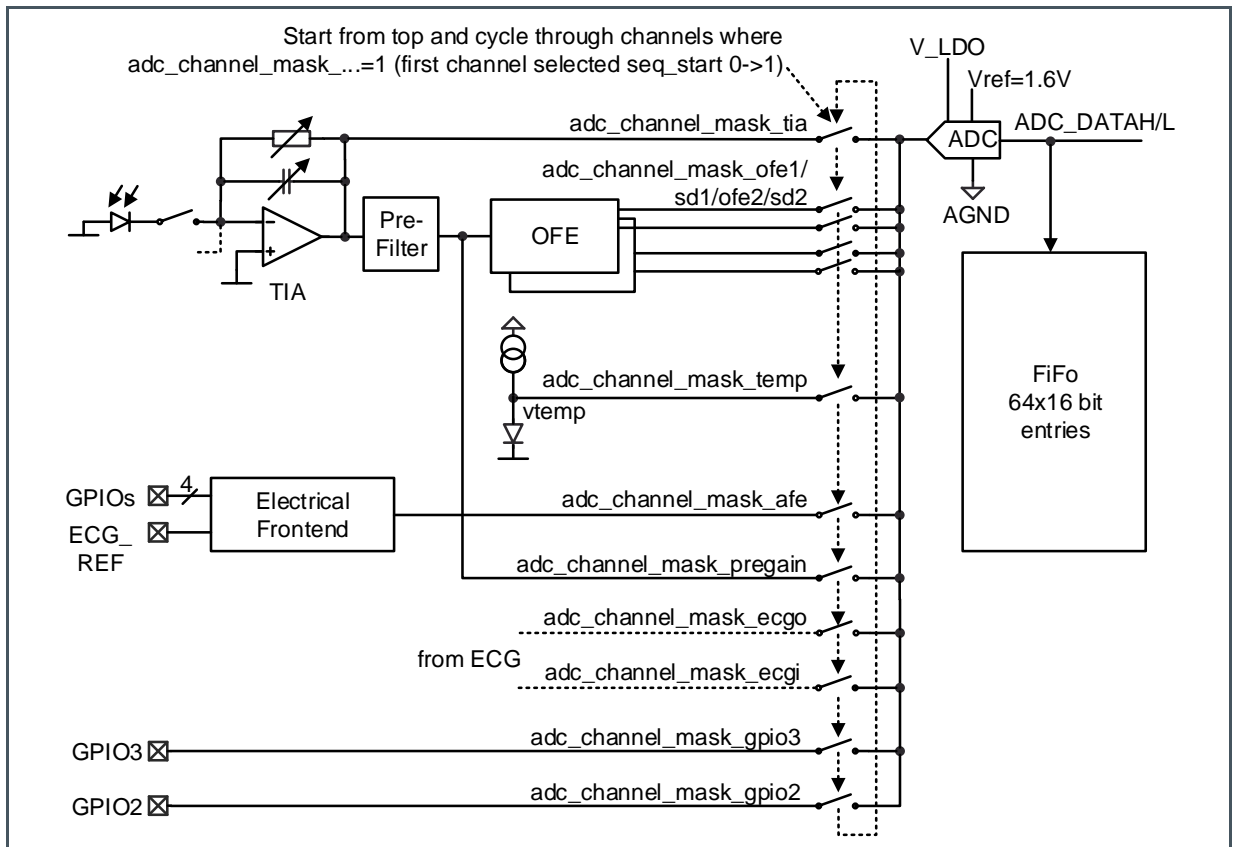 Start from top and cycle through channels where
adc_channel_mask_...=1 (first channel selected seq_start 0->1)
V_LDO
Vref=1.6V
adc_channel_mask_tia
ADC
ADC_DATAH/L
adc_channel_mask_ofe1/
sd1/ofe2/sd2
AGND
Pre-
Filter
OFE
TIA
adc_channel_mask_temp
vtemp
FiFo
64x16 bit
entries
GPIOs
4
Electrical
Frontend
adc_channel_mask_afe
ECG_
REF
adc_channel_mask_pregain
adc_channel_mask_ecgo
from ECG
adc_channel_mask_ecgi
GPIO3
adc_channel_mask_gpio3
GPIO2
adc_channel_mask_gpio2